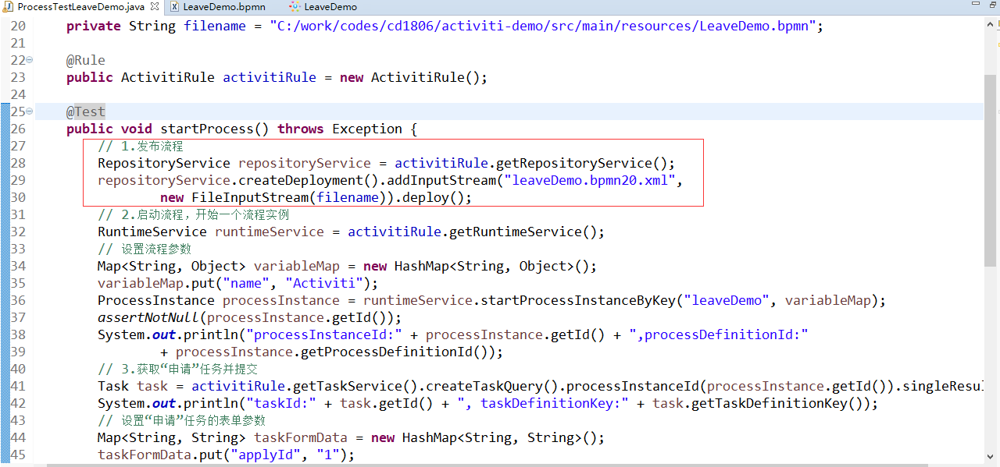 ProcessTestLeaveDemo.java LeaveDemo.bpmn LeaveDemo
20 private String filename = "C:/work/codes/cd1806/activiti-demo/src/main/resources/LeaveDemo.bpmn";
21
22 @Rule
23 public ActivitiRule activitiRule = new ActivitiRule();
24
25 @Test
26 public void startProcess() throws Exception {
27 // 1.发布流程
28 RepositoryService repositoryService = activitiRule.getRepositoryService();
29 repositoryService.createDeployment().addInputStream("leaveDemo.bpmn20.xml",
30 new FileInputStream(filename)).deploy();
31 // 2.启动流程，开始一个流程实例
32 RuntimeService runtimeService = activitiRule.getRuntimeService();
33 // 设置流程参数
34 Map<String, Object> variableMap = new HashMap<String, Object>();
35 variableMap.put("name", "Activiti");
36 ProcessInstance processInstance = runtimeService.startProcessInstanceByKey("leaveDemo", variableMap);
37 assertNotNull(processInstance.getId());
38 System.out.println("processInstanceId:" + processInstance.getId() + ",processDefinitionId:"
39 + processInstance.getProcessDefinitionId());
40 // 3.获取“申请”任务并提交
41 Task task = activitiRule.getTaskService().createTaskQuery().processInstanceId(processInstance.getId()).singleResul
42 System.out.println("taskId:" + task.getId() + ", taskDefinitionKey:" + task.getTaskDefinitionKey());
43 // 设置“申请”任务的表单参数
44 Map<String, String> taskFormData = new HashMap<String, String>();
45 taskFormData.put("applyId", "1");